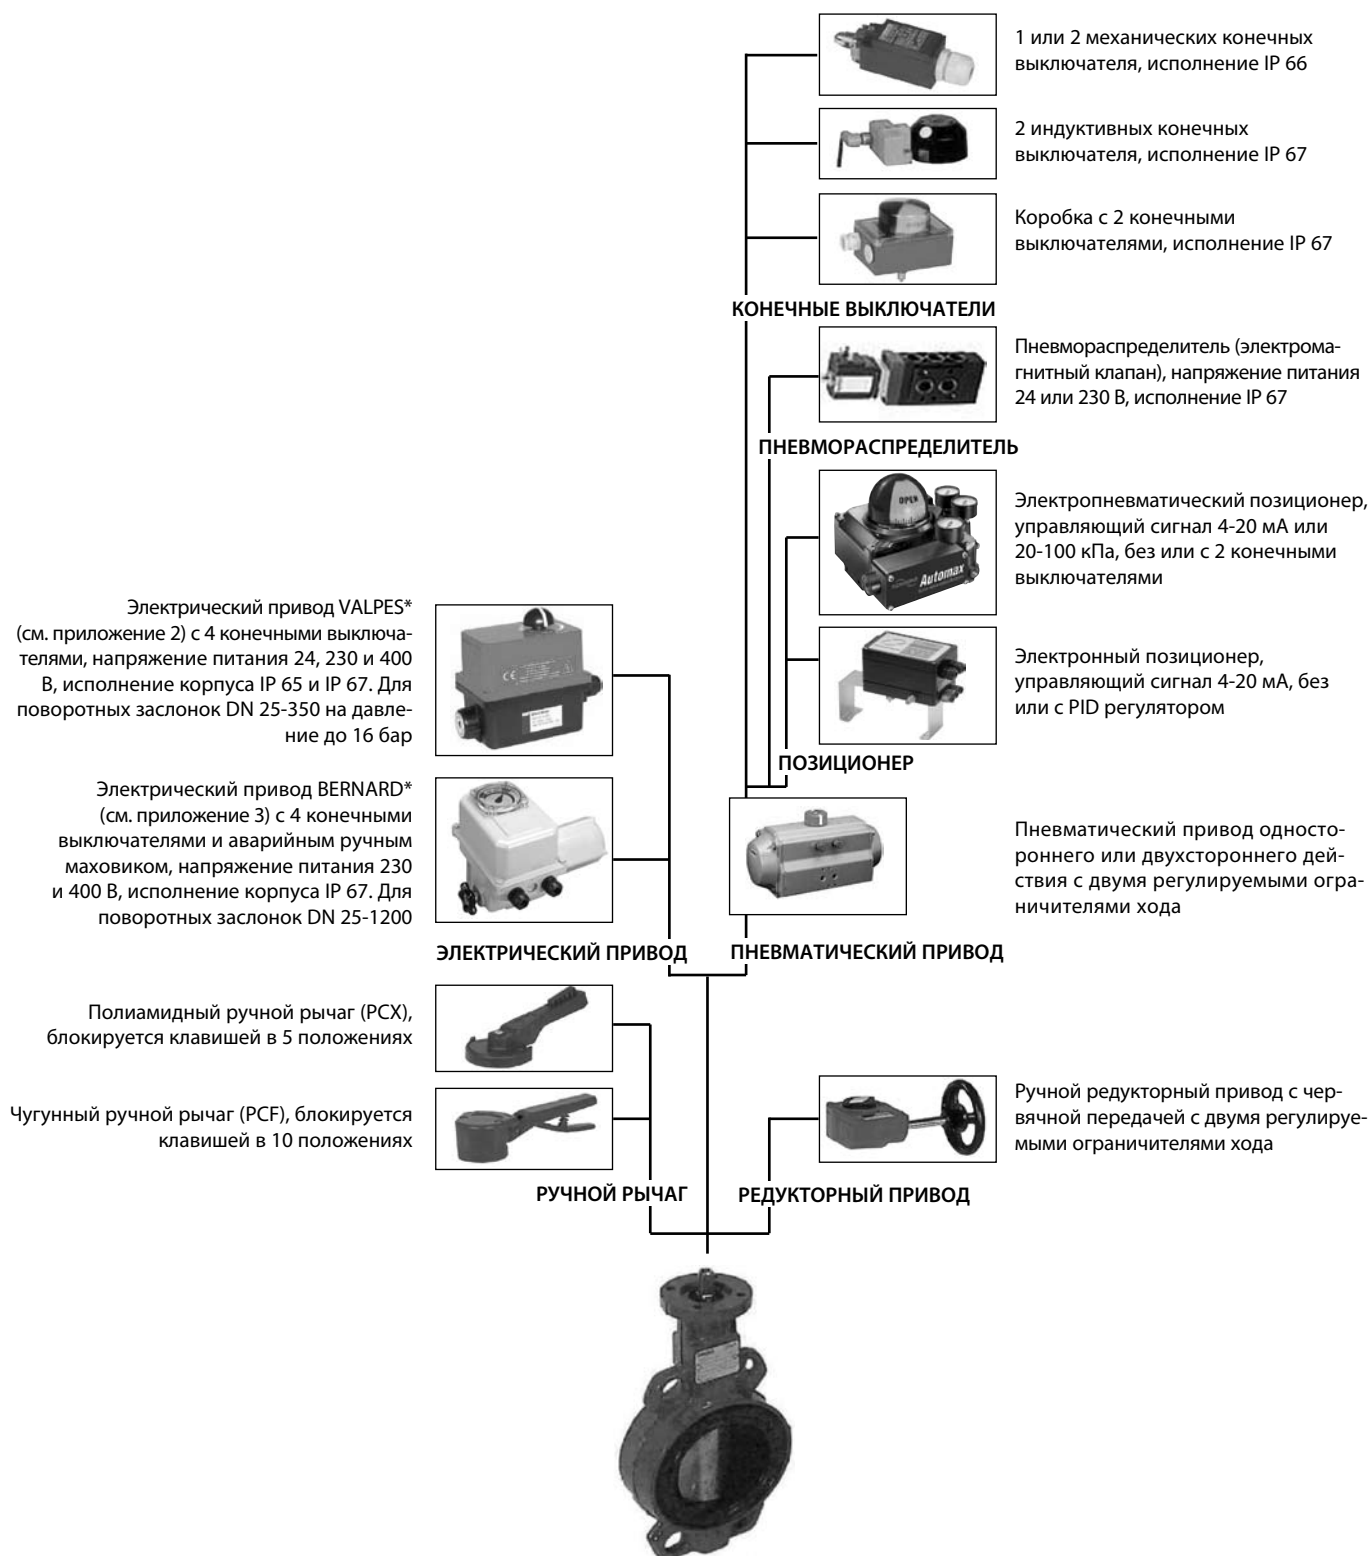 1 или 2 механических конечных
выключателя, исполнение IP 66
2 индуктивных конечных
выключателя, исполнение IP 67
Коробка с 2 конечными
выключателями, исполнение IP 67
КОНЕЧНЫЕ ВЫКЛЮЧАТЕЛИ
Пневмораспределитель (электрома-
гнитный клапан), напряжение питания
24 или 230 В, исполнение IP 67
ПНЕВМОРАСПРЕДЕЛИТЕЛЬ
OPEN
Automax
Электропневматический позиционер,
управляющий сигнал 4-20 мА или
20-100 кПа, без или с 2 конечными
выключателями
Электрический привод VALPES*
(см. приложение 2) с 4 конечными выключа-
телями, напряжение питания 24, 230 и 400
В, исполнение корпуса IP 65 и IP 67. Для
поворотных заслонок DN 25-350 на давле-
ние до 16 бар
Электронный позиционер,
управляющий сигнал 4-20 мА, без
или с PID регулятором
ПОЗИЦИОНЕР
Электрический привод BERNARD*
(см. приложение 3) с 4 конечными
выключателями и аварийным ручным
маховиком, напряжение питания 230
и 400 В, исполнение корпуса IP 67. Для
поворотных заслонок DN 25-1200
Пневматический привод односто-
роннего или двухстороннего дей-
ствия с двумя регулируемыми огра-
ничителями хода
ЭЛЕКТРИЧЕСКИЙ ПРИВОД
ПНЕВМАТИЧЕСКИЙ ПРИВОД
Полиамидный ручной рычаг (PCX),
блокируется клавишей в 5 положениях
Чугунный ручной рычаг (PCF), блокируется
клавишей в 10 положениях
Ручной редукторный привод с чер-
вячной передачей с двумя регулируе-
мыми ограничителями хода
РУЧНОЙ РЫЧАГ
РЕДУКТОРНЫЙ ПРИВОД